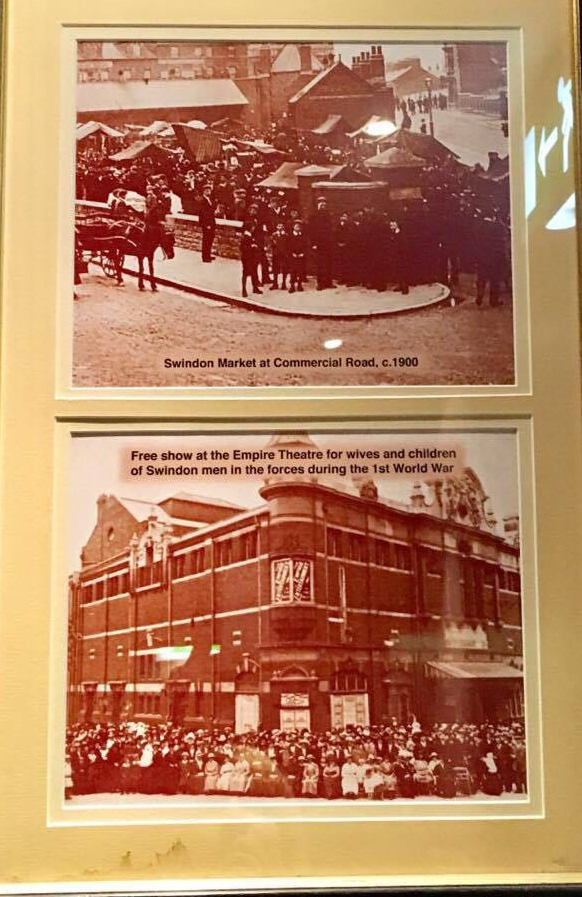 Swindon Market at Commercial Road, c.1900
Free show at the Empire Theatre for wives and children
of Swindon men in the forces during the 1st World War